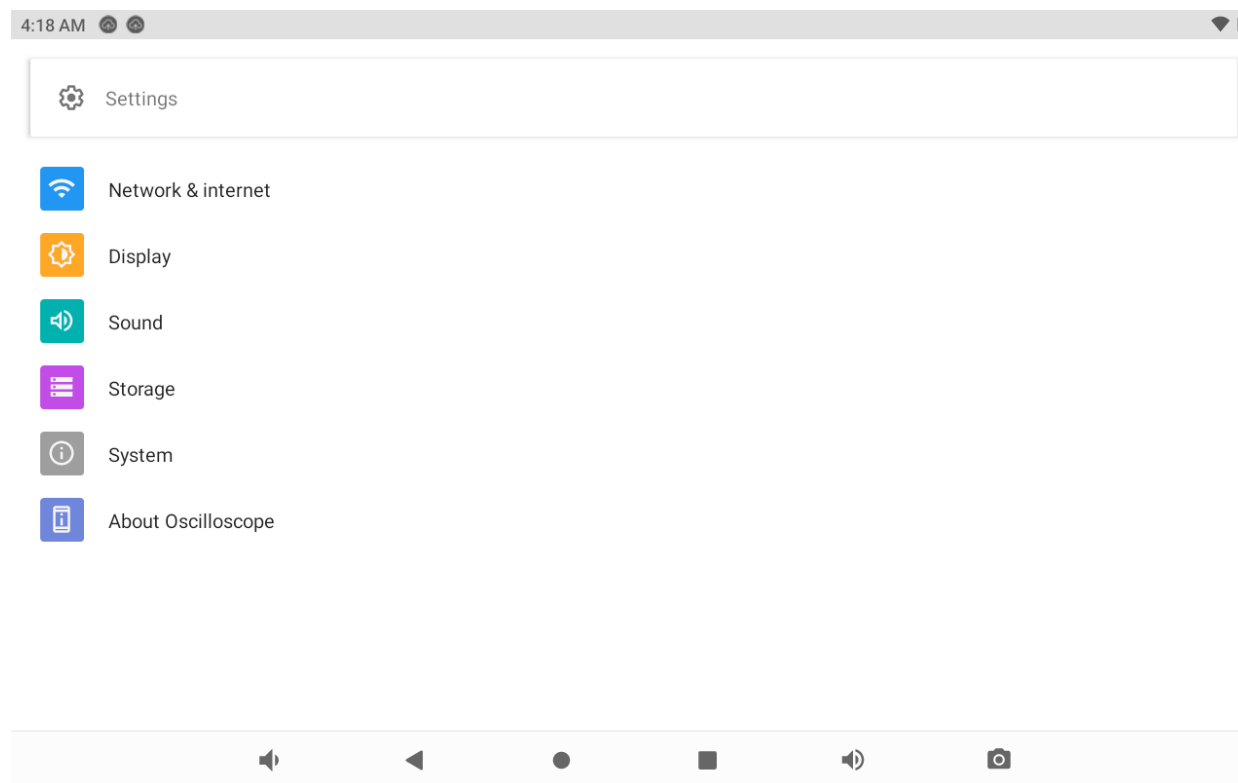 4:18 AM
Settings
Network & internet
Display
Sound
Storage
System
About Oscilloscope